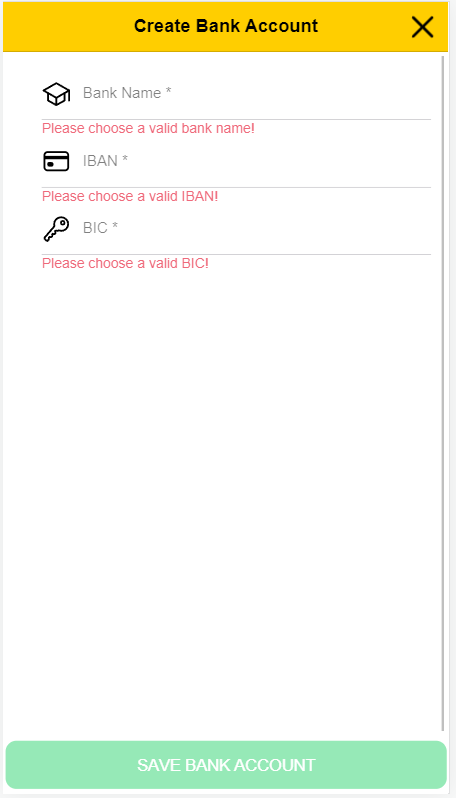 Create Bank Account
Bank Name *
Please choose a valid bank name!
IBAN *
Please choose a valid IBAN!
BIC *
Please choose a valid BIC!
SAVE BANK ACCOUNT